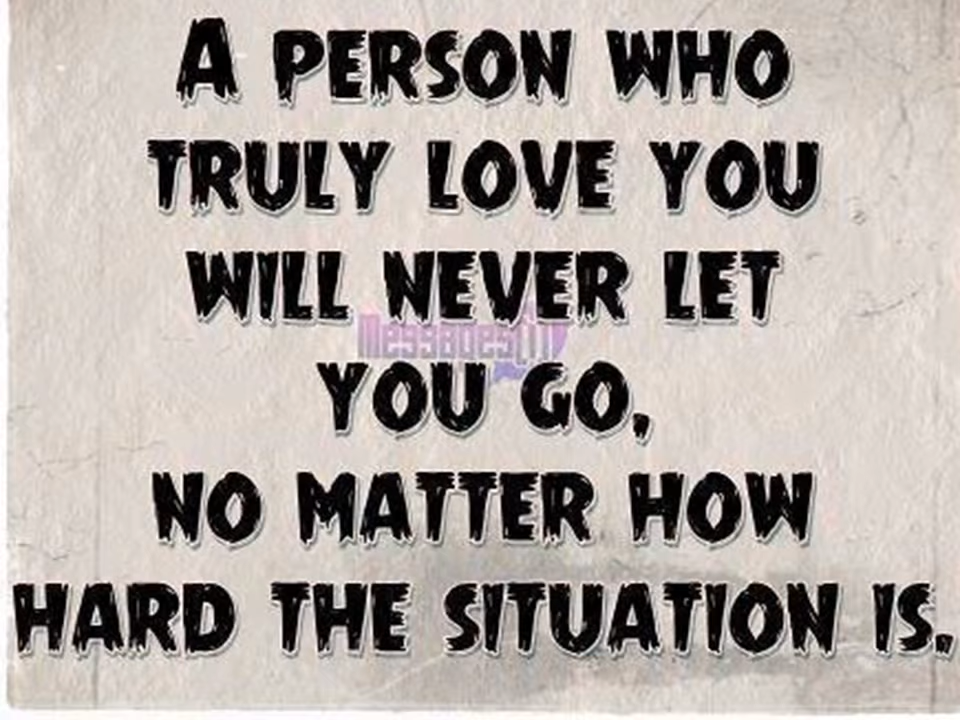 A PERSON WHO
TRULY LOVE YOU
WILL NEVER LET
YOU GO,
NO MATTER HOW
HARD THE SITUATION IS.